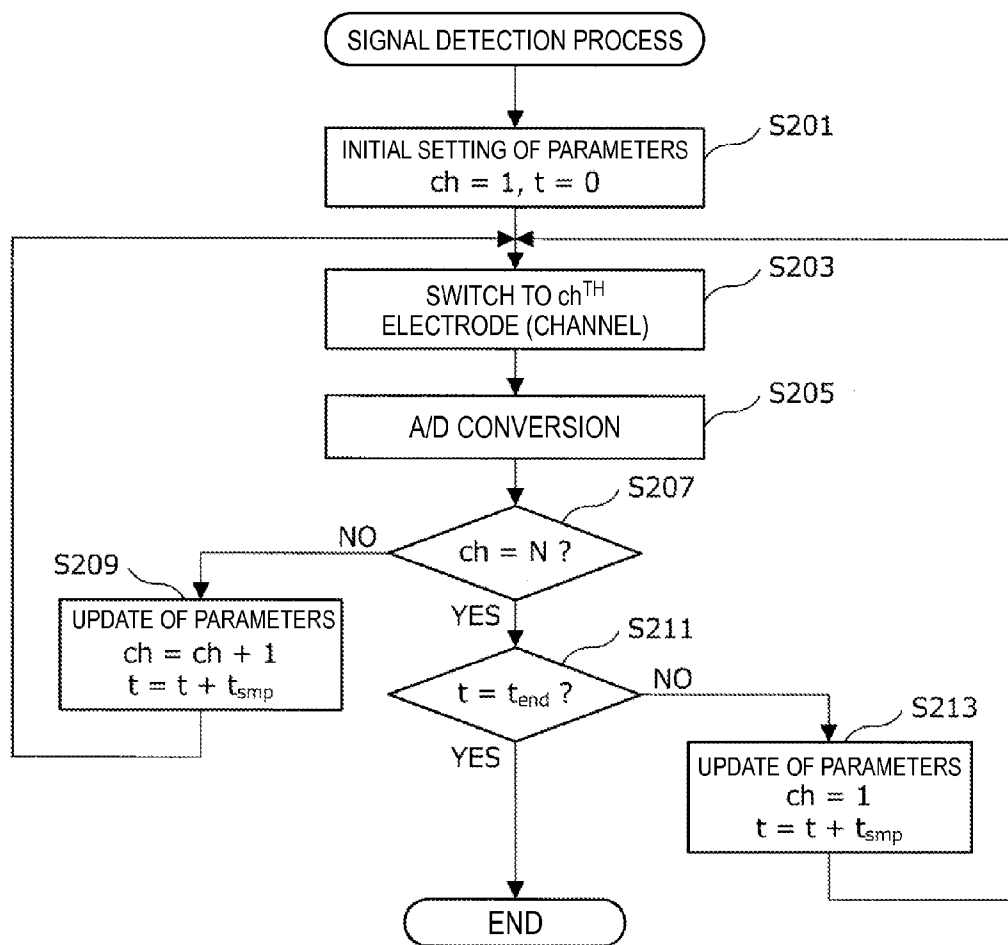 SIGNAL DETECTION PROCESS
S201
INITIAL SETTING OF PARAMETERS
ch = 1, t = 0
S203
SWITCH TO ch^TH
ELECTRODE (CHANNEL)
S205
A/D CONVERSION
S207
ch = N ?
NO
YES
S209
UPDATE OF PARAMETERS
ch = ch + 1
t = t + t_smp
S211
t = t_end ?
NO
YES
S213
UPDATE OF PARAMETERS
ch = 1
t = t + t_smp
END